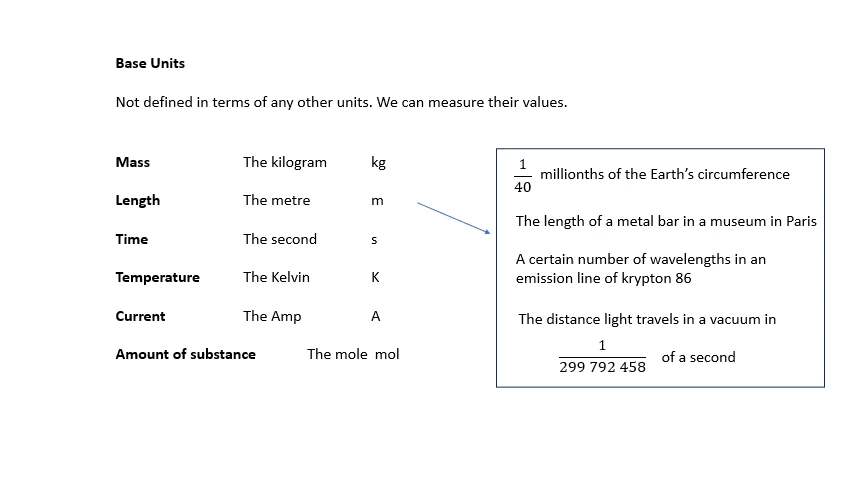 Base Units
Not defined in terms of any other units. We can measure their values.
Mass The kilogram kg
Length The metre m
Time The second s
Temperature The Kelvin K
Current The Amp A
Amount of substance The mole mol
1/40 millionths of the Earth's circumference
The length of a metal bar in a museum in Paris
A certain number of wavelengths in an
emission line of krypton 86
The distance light travels in a vacuum in
1/299 792 458 of a second